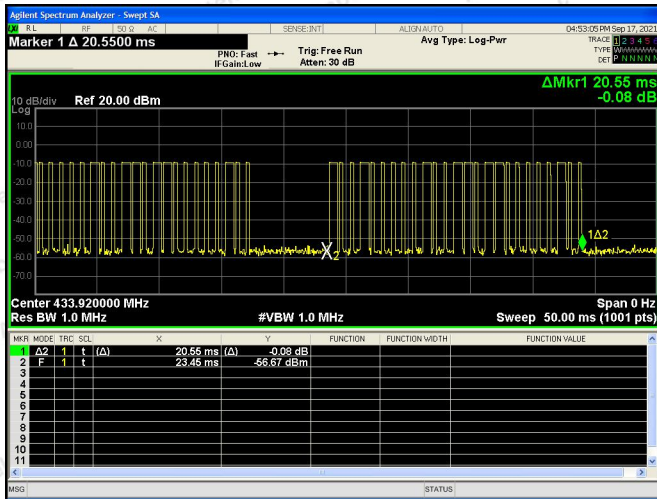 Agilent Spectrum Analyzer - Swept SA
RL RF 50 Ω AC SENSE:INT ALIGNAUTO 04:53:05 PM Sep 17, 2021
Marker 1 Δ 20.5500 ms
PNO: Fast Trig: Free Run Avg Type: Log-Pwr TRACE 1 2 3 4 5 6
IFGain:Low Atten: 30 dB TYPE
DET P N N N N N
ΔMkr1 20.55 ms
-0.08 dB
10 dB/div Ref 20.00 dBm
Log
10.0
0.00
-10.0
-20.0
-30.0
-40.0
-50.0
-60.0
-70.0
1Δ2
X2
Center 433.920000 MHz Span 0 Hz
Res BW 1.0 MHz #VBW 1.0 MHz Sweep 50.00 ms (1001 pts)
MKR MODE TRC SCL X Y FUNCTION FUNCTION WIDTH FUNCTION VALUE
1 Δ2 1 t (Δ) 20.55 ms (Δ) -0.08 dB
2 F 1 t 23.45 ms -56.67 dBm
3
4
5
6
7
8
9
10
11
MSG STATUS